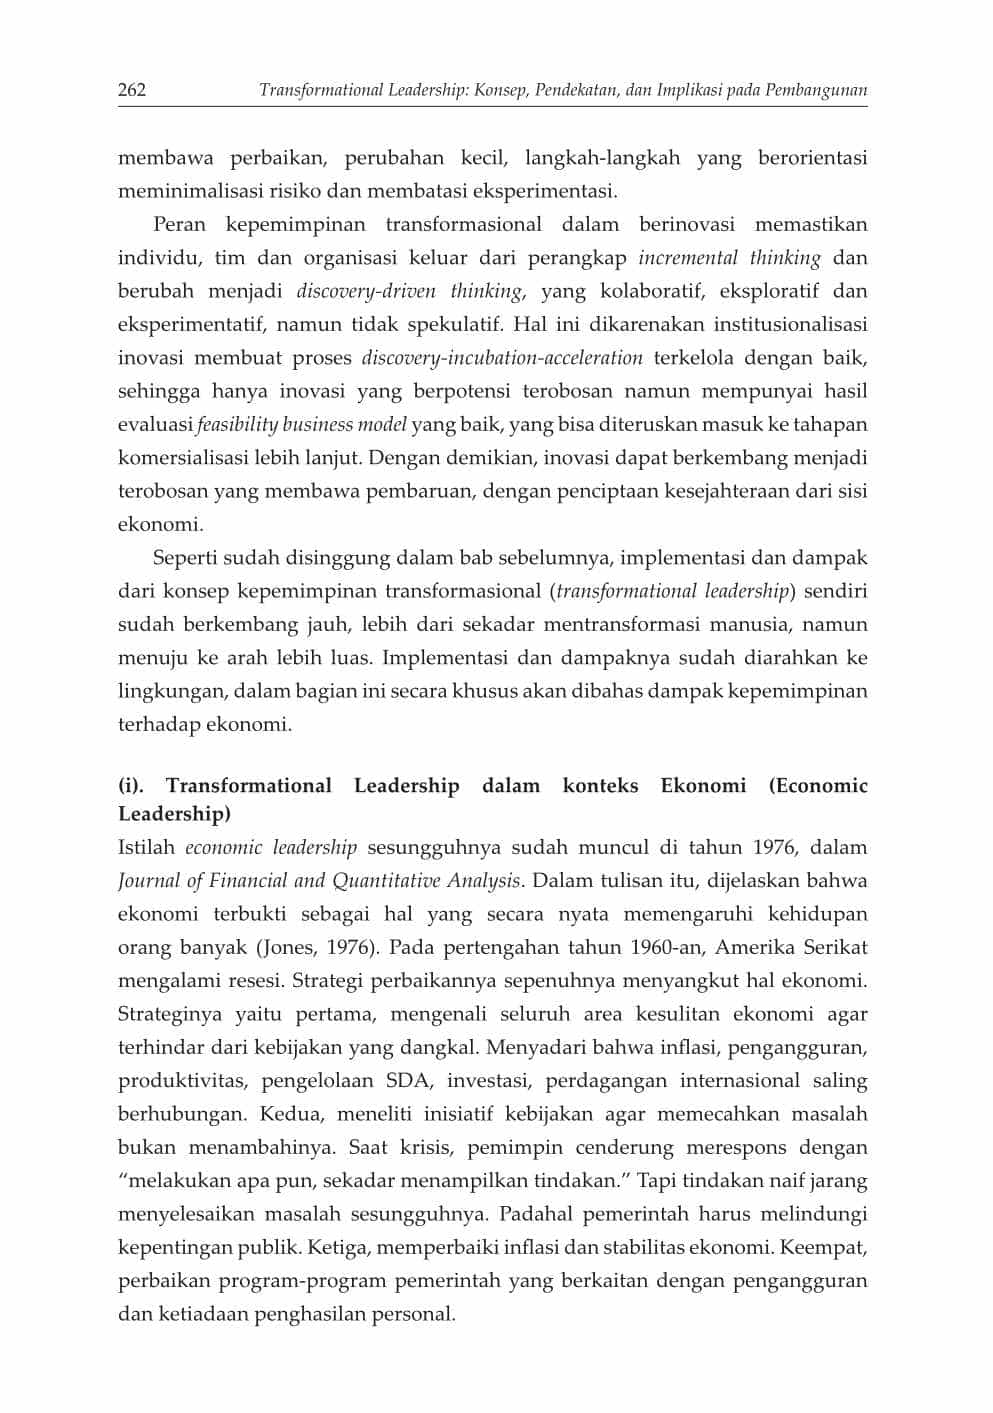 262 Transformational Leadership: Konsep, Pendekatan, dan Implikasi pada Pembangunan
membawa perbaikan, perubahan kecil, langkah-langkah yang berorientasi
meminimalisasi risiko dan membatasi eksperimentasi.
Peran kepemimpinan transformasional dalam berinovasi memastikan
individu, tim dan organisasi keluar dari perangkap incremental thinking dan
berubah menjadi discovery-driven thinking, yang kolaboratif, eksploratif dan
eksperimentatif, namun tidak spekulatif. Hal ini dikarenakan institusionalisasi
inovasi membuat proses discovery-incubation-acceleration terkelola dengan baik,
sehingga hanya inovasi yang berpotensi terobosan namun mempunyai hasil
evaluasi feasibility business model yang baik, yang bisa diteruskan masuk ke tahapan
komersialisasi lebih lanjut. Dengan demikian, inovasi dapat berkembang menjadi
terobosan yang membawa pembaruan, dengan penciptaan kesejahteraan dari sisi
ekonomi.
Seperti sudah disinggung dalam bab sebelumnya, implementasi dan dampak
dari konsep kepemimpinan transformasional (transformational leadership) sendiri
sudah berkembang jauh, lebih dari sekadar mentransformasi manusia, namun
menuju ke arah lebih luas. Implementasi dan dampaknya sudah diarahkan ke
lingkungan, dalam bagian ini secara khusus akan dibahas dampak kepemimpinan
terhadap ekonomi.
(i). Transformational Leadership dalam konteks Ekonomi (Economic
Leadership)
Istilah economic leadership sesungguhnya sudah muncul di tahun 1976, dalam
Journal of Financial and Quantitative Analysis. Dalam tulisan itu, dijelaskan bahwa
ekonomi terbukti sebagai hal yang secara nyata memengaruhi kehidupan
orang banyak (Jones, 1976). Pada pertengahan tahun 1960-an, Amerika Serikat
mengalami resesi. Strategi perbaikannya sepenuhnya menyangkut hal ekonomi.
Strateginya yaitu pertama, mengenali seluruh area kesulitan ekonomi agar
terhindar dari kebijakan yang dangkal. Menyadari bahwa inflasi, pengangguran,
produktivitas, pengelolaan SDA, investasi, perdagangan internasional saling
berhubungan. Kedua, meneliti inisiatif kebijakan agar memecahkan masalah
bukan menambahinya. Saat krisis, pemimpin cenderung merespons dengan
“melakukan apa pun, sekadar menampilkan tindakan.” Tapi tindakan naif jarang
menyelesaikan masalah sesungguhnya. Padahal pemerintah harus melindungi
kepentingan publik. Ketiga, memperbaiki inflasi dan stabilitas ekonomi. Keempat,
perbaikan program-program pemerintah yang berkaitan dengan pengangguran
dan ketiadaan penghasilan personal.